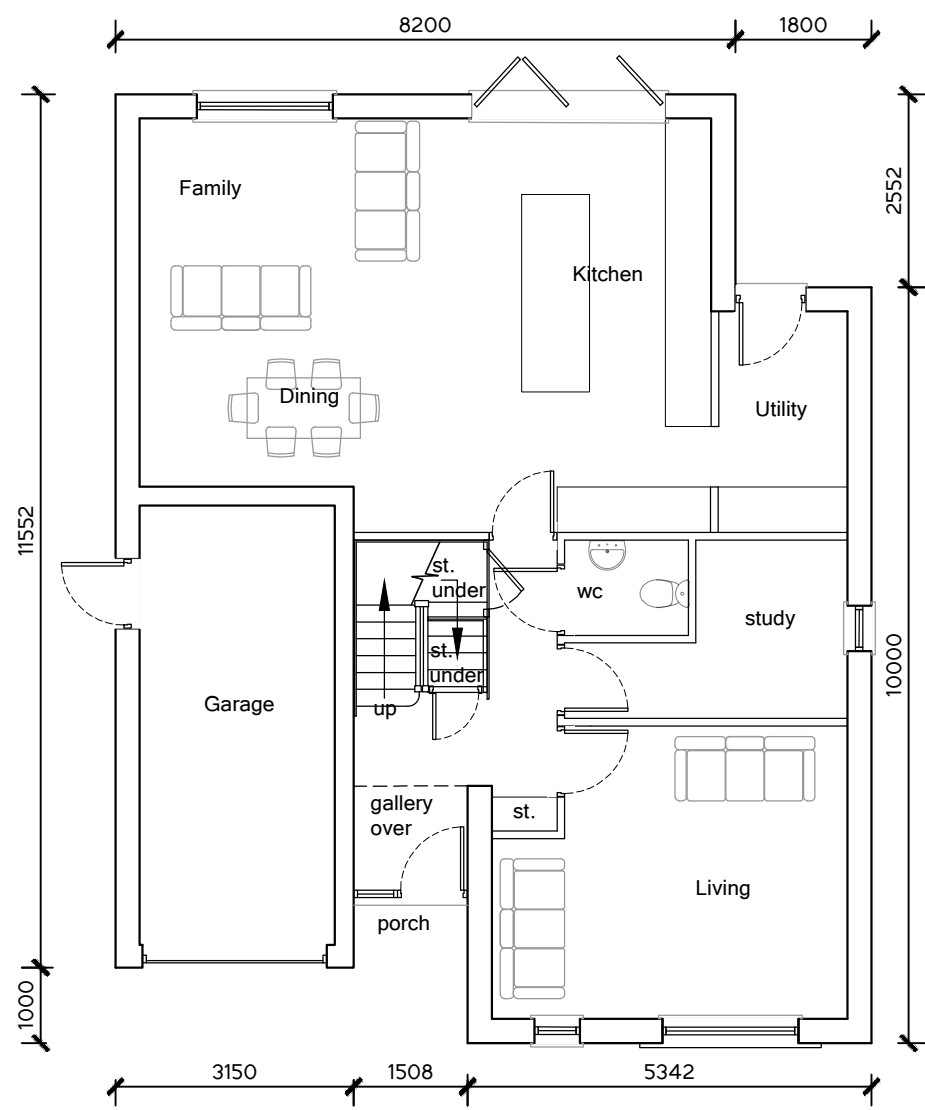 8200
1800
2552
Family
Kitchen
Dining
Utility
11552
st.
under
wc
study
st.
under
up
Garage
10000
gallery
over
st.
Living
porch
1000
3150
1508
5342